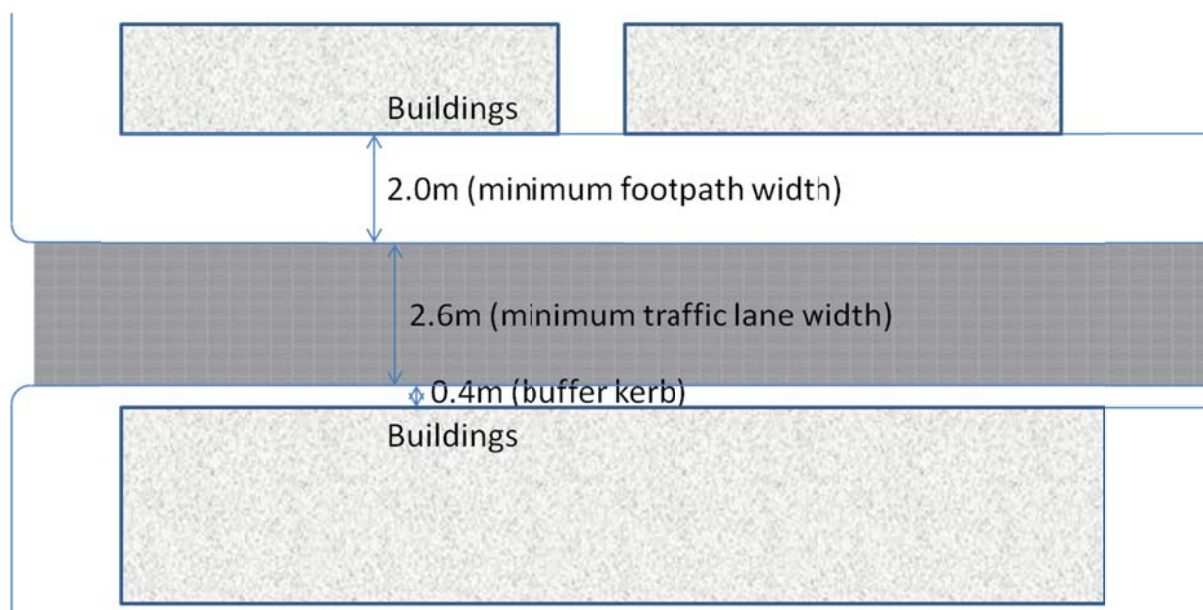 Buildings
2.0m (minimum footpath width)
2.6m (minimum traffic lane width)
0.4m (buffer kerb)
Buildings